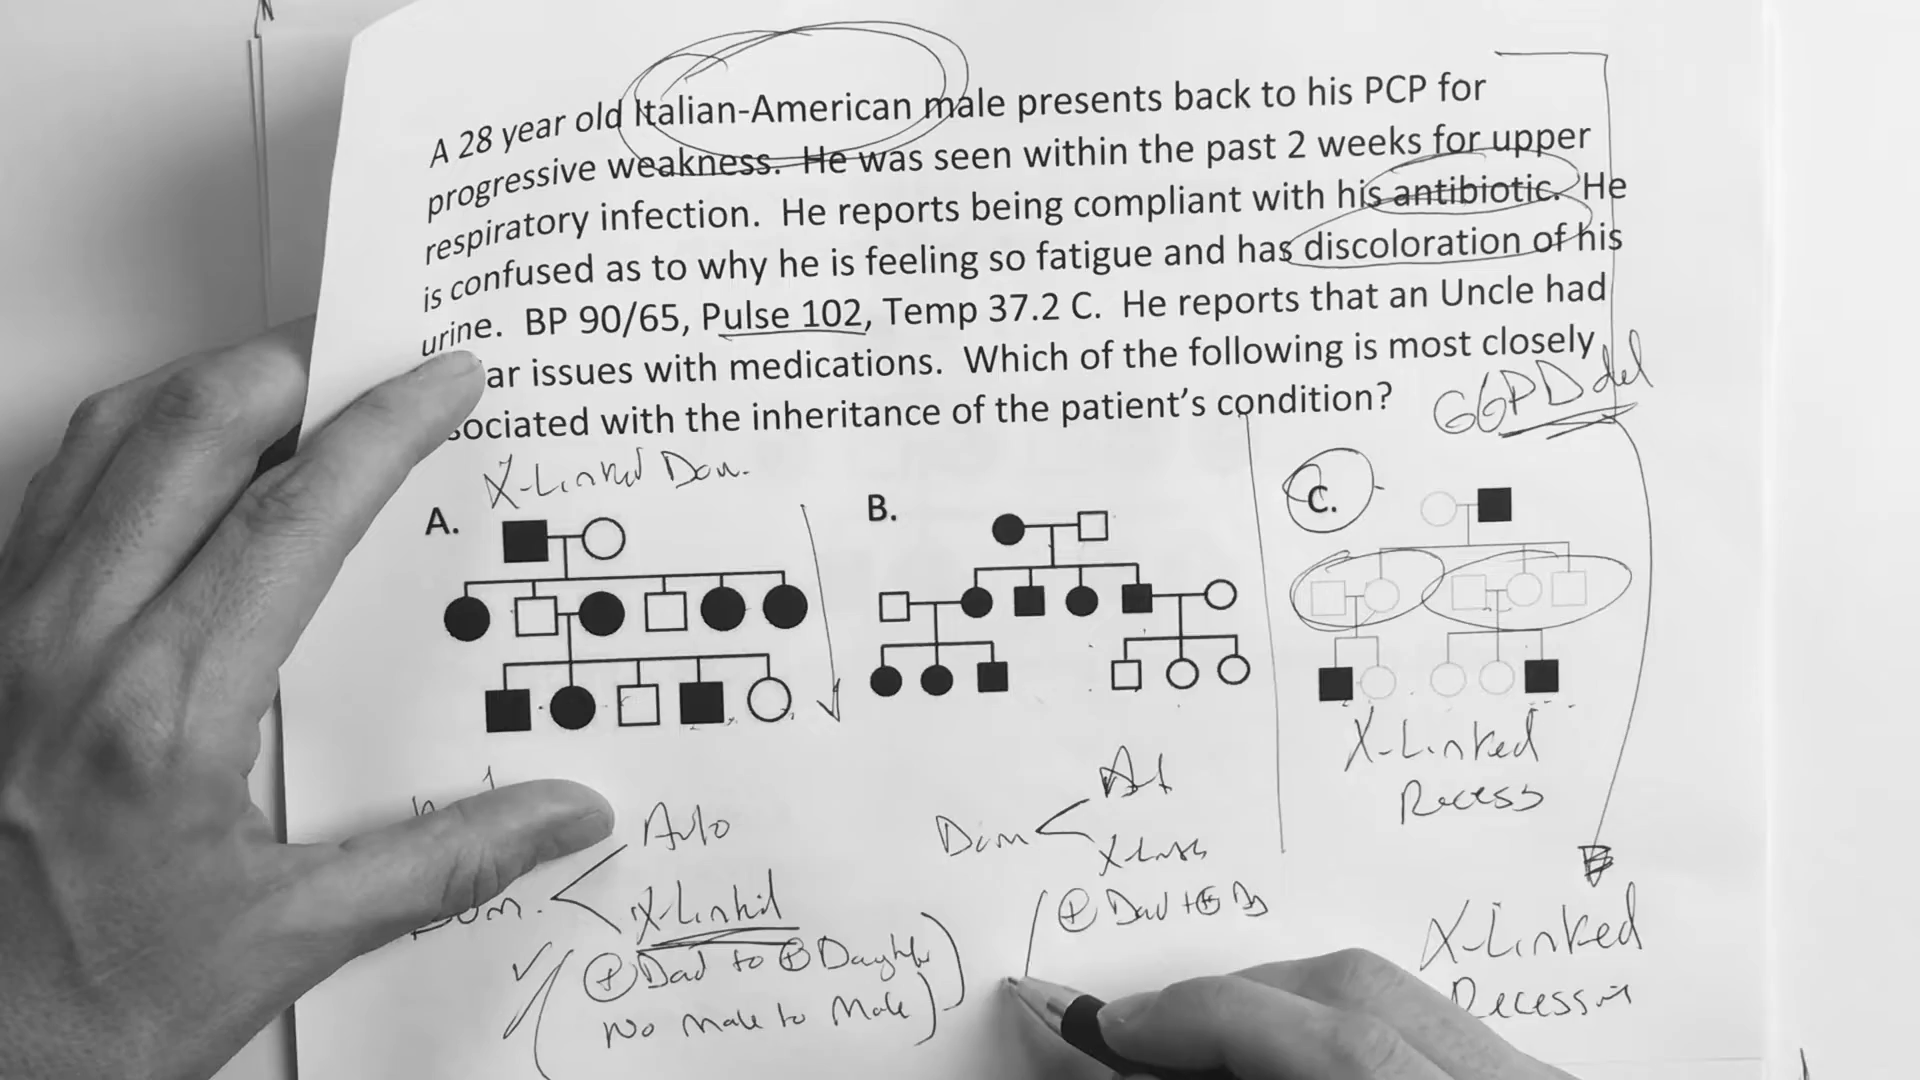 A 28 year old Italian-American male presents back to his PCP for
progressive weakness. He was seen within the past 2 weeks for upper
respiratory infection. He reports being compliant with his antibiotic. He
is confused as to why he is feeling so fatigue and has discoloration of his
urine. BP 90/65, Pulse 102, Temp 37.2 C. He reports that an Uncle had
ar issues with medications. Which of the following is most closely
sociated with the inheritance of the patient's condition?
G6PD def
X-Linked Dom.
A.
B.
C.
X-Linked
Recess
Auto
Dom.
X-Linked
+ Dad to + Daughter
No Male to Male
Dom
X-Link
+ Dad to +
X-Linked
Recessive